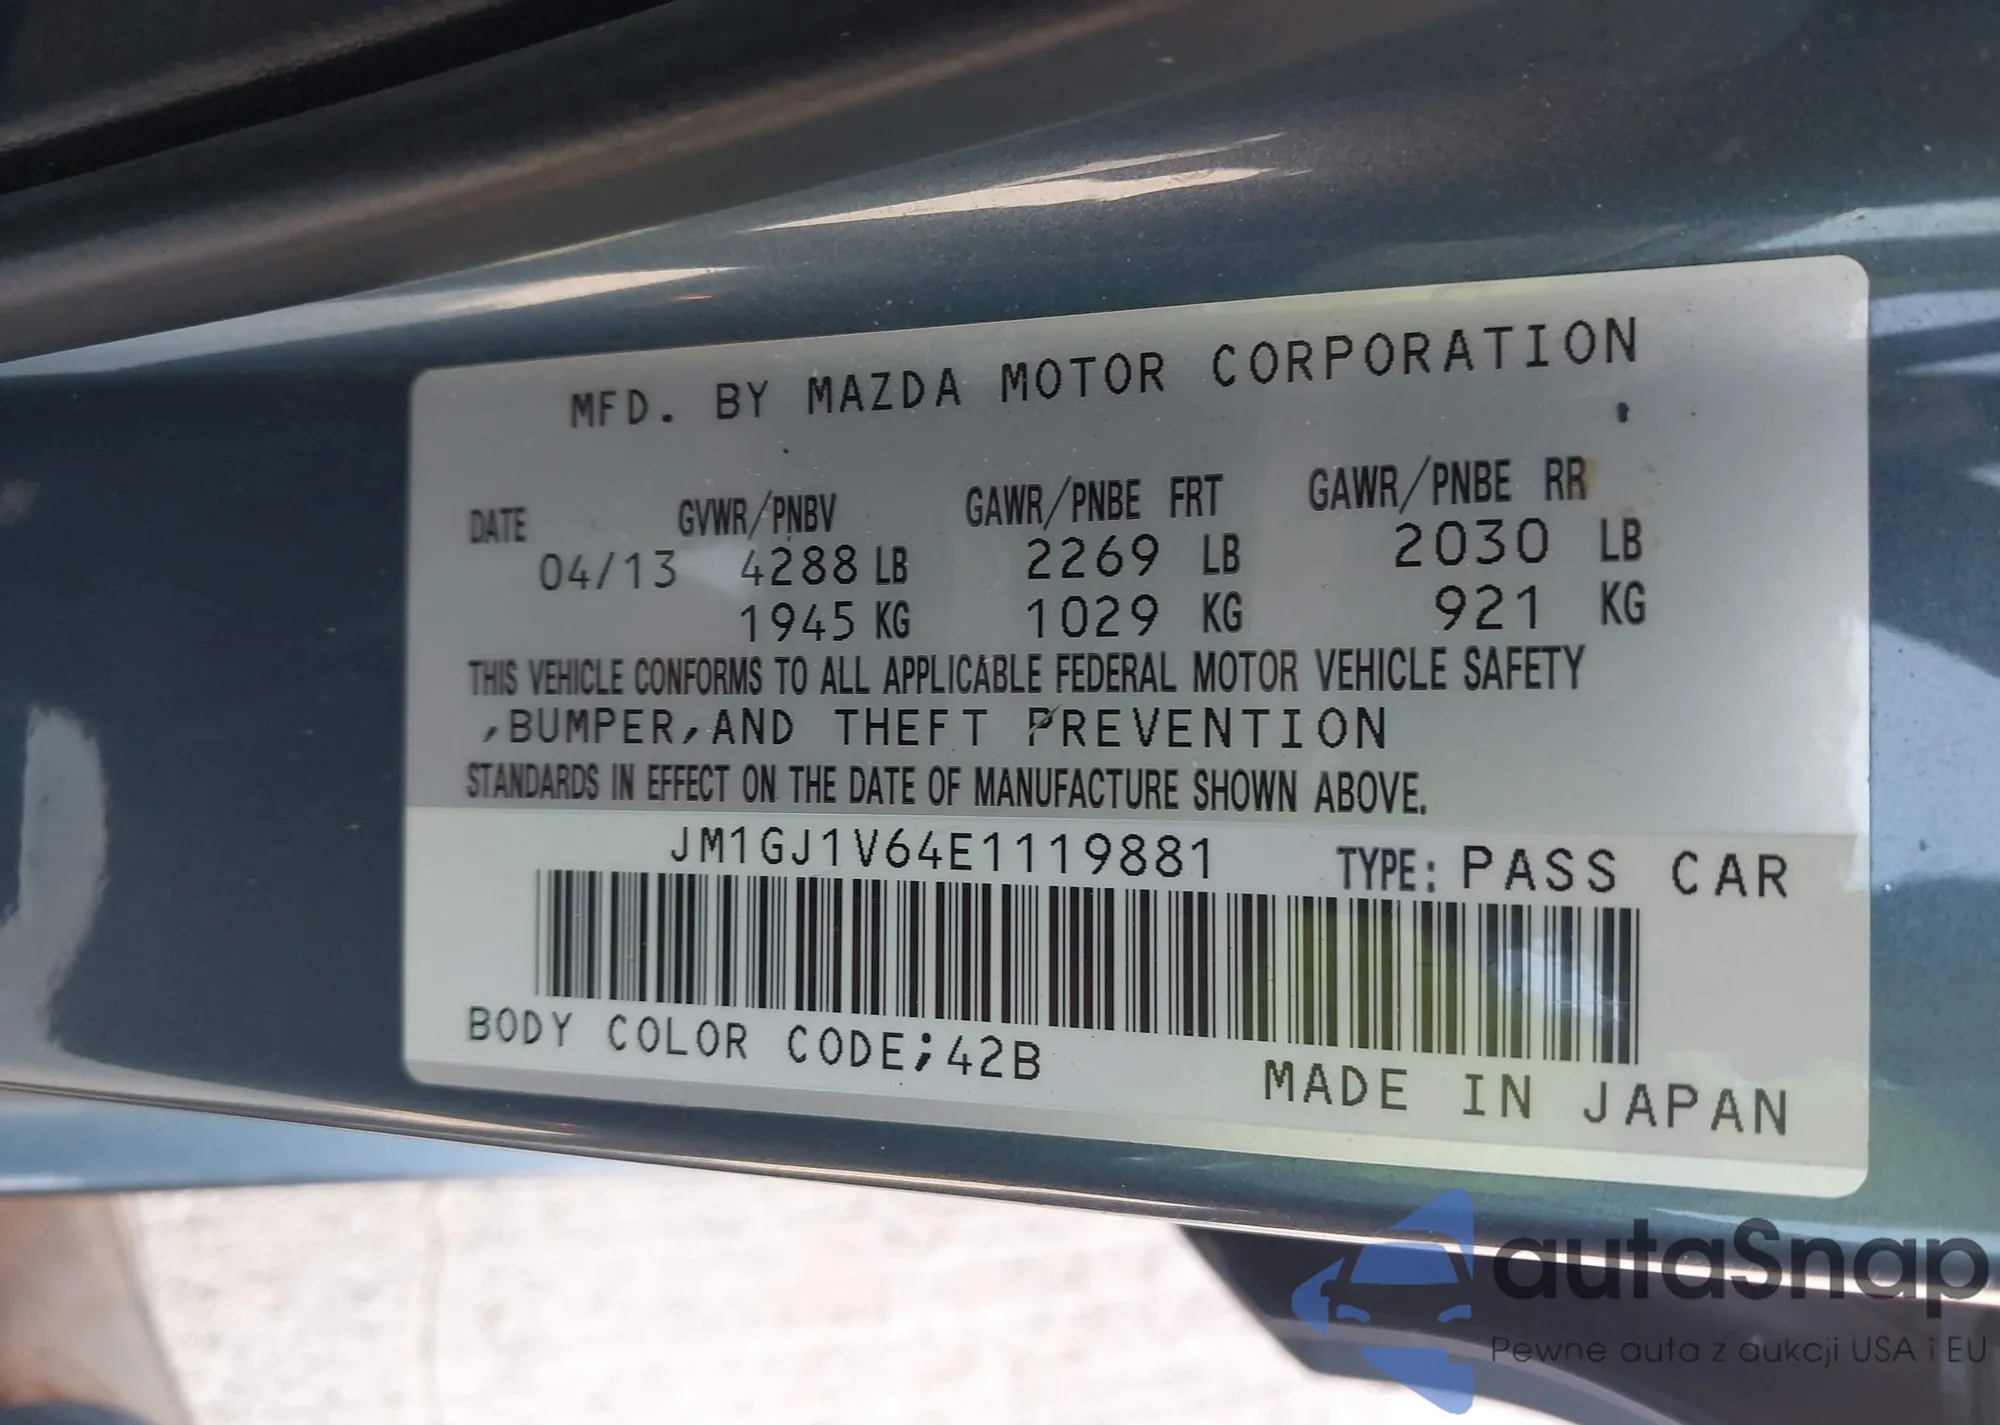 MFD. BY MAZDA MOTOR CORPORATION
DATE GVWR/PNBV GAWR/PNBE FRT GAWR/PNBE RR
04/13 4288 LB 2269 LB 2030 LB
1945 KG 1029 KG 921 KG
THIS VEHICLE CONFORMS TO ALL APPLICABLE FEDERAL MOTOR VEHICLE SAFETY
,BUMPER,AND THEFT PREVENTION
STANDARDS IN EFFECT ON THE DATE OF MANUFACTURE SHOWN ABOVE.
JM1GJ1V64E1119881 TYPE: PASS CAR
BODY COLOR CODE;42B MADE IN JAPAN
autaSnap
Pewne auta z aukcji USA i EU